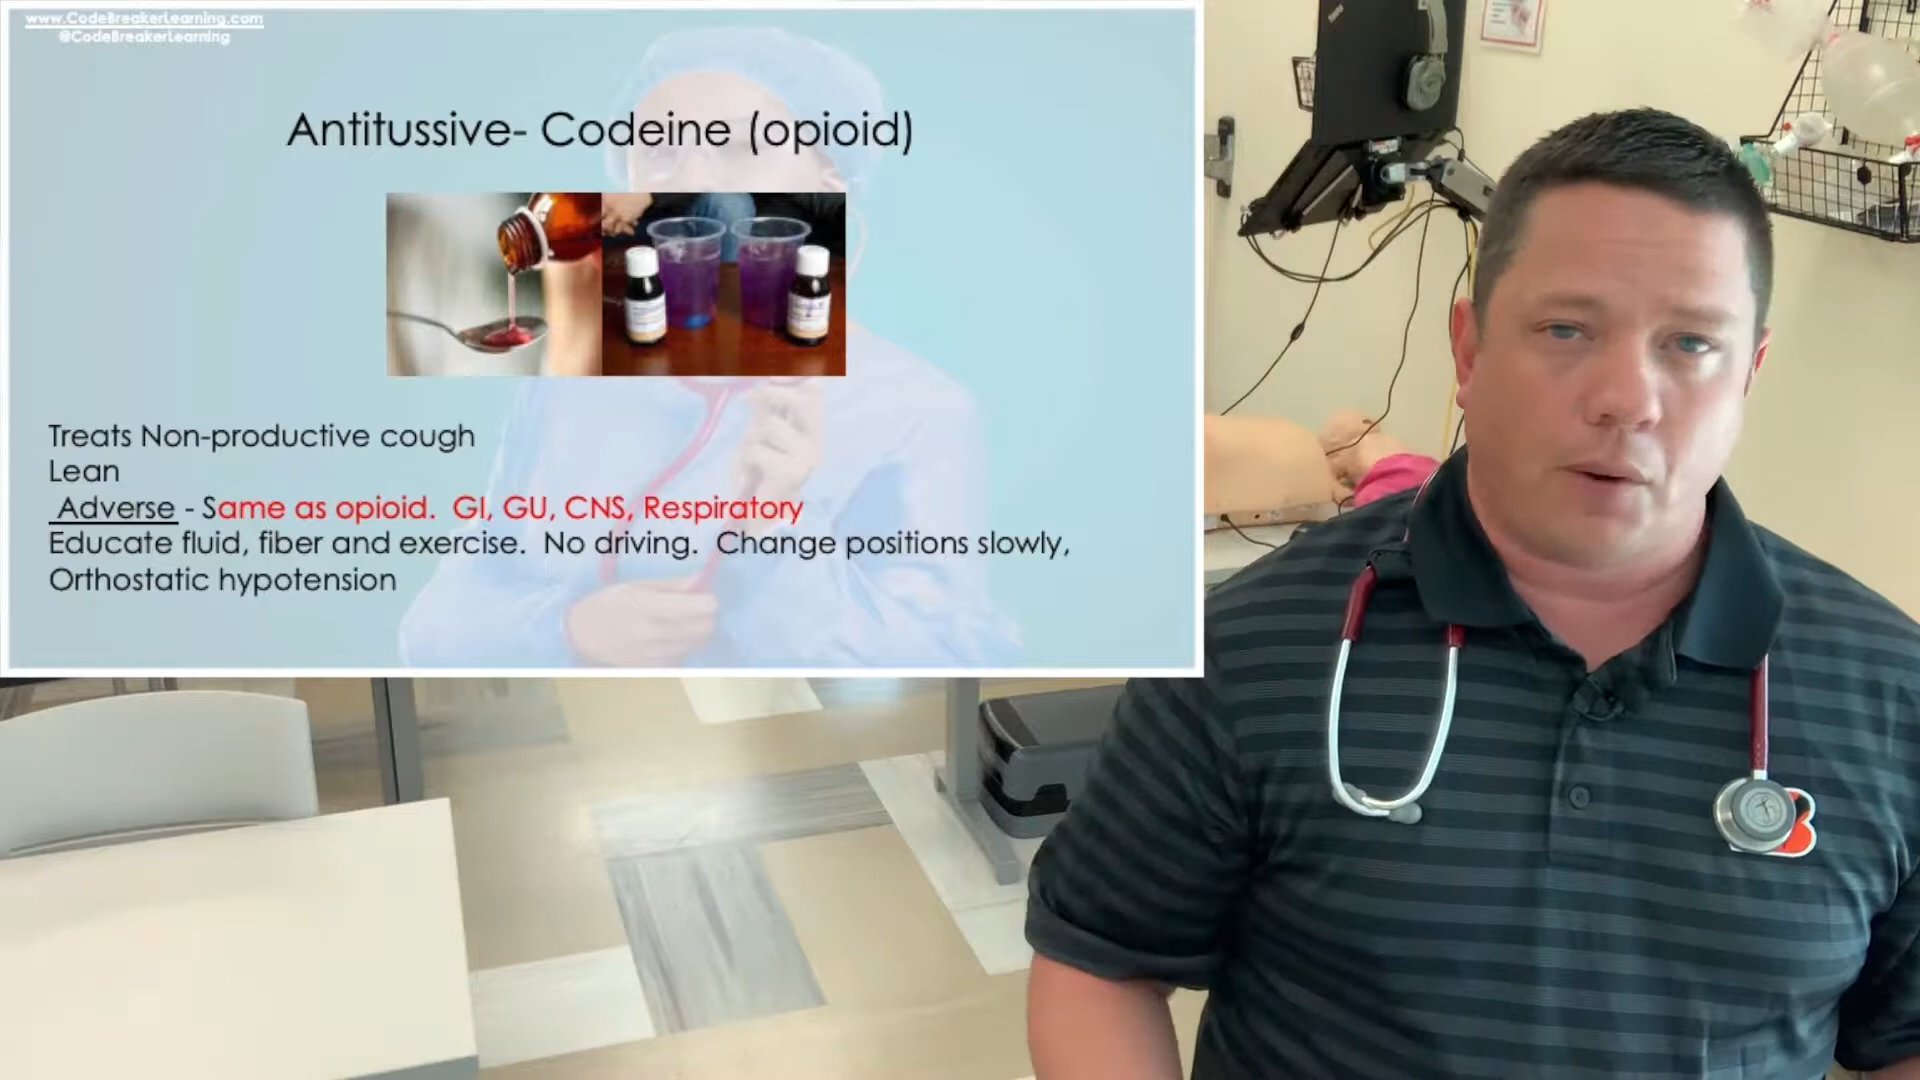 www.CodeBreakerLearning.com
@CodeBreakerLearning
Antitussive- Codeine (opioid)
Treats Non-productive cough
Lean
Adverse - Same as opioid. GI, GU, CNS, Respiratory
Educate fluid, fiber and exercise. No driving. Change positions slowly,
Orthostatic hypotension